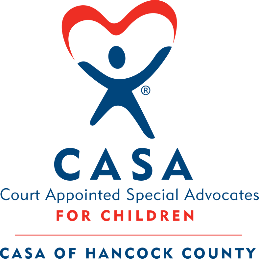 ®
CASA
Court Appointed Special Advocates
FOR CHILDREN
CASA OF HANCOCK COUNTY